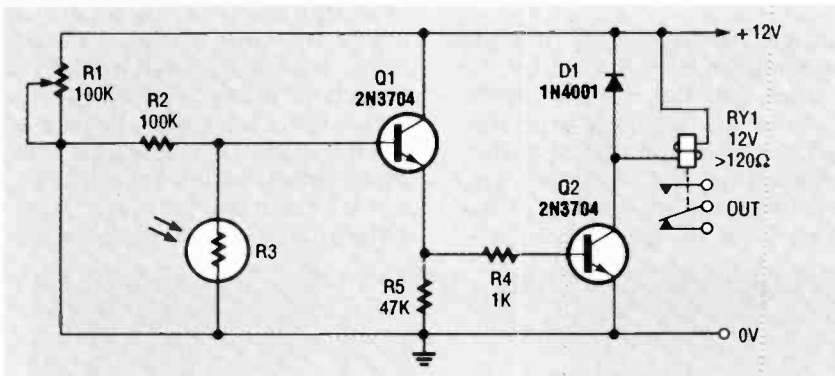 + 12V
R1
100K
R2
100K
Q1
2N3704
D1
1N4001
RY1
12V
>120Ω
Q2
2N3704
OUT
R3
R5
47K
R4
1K
0V